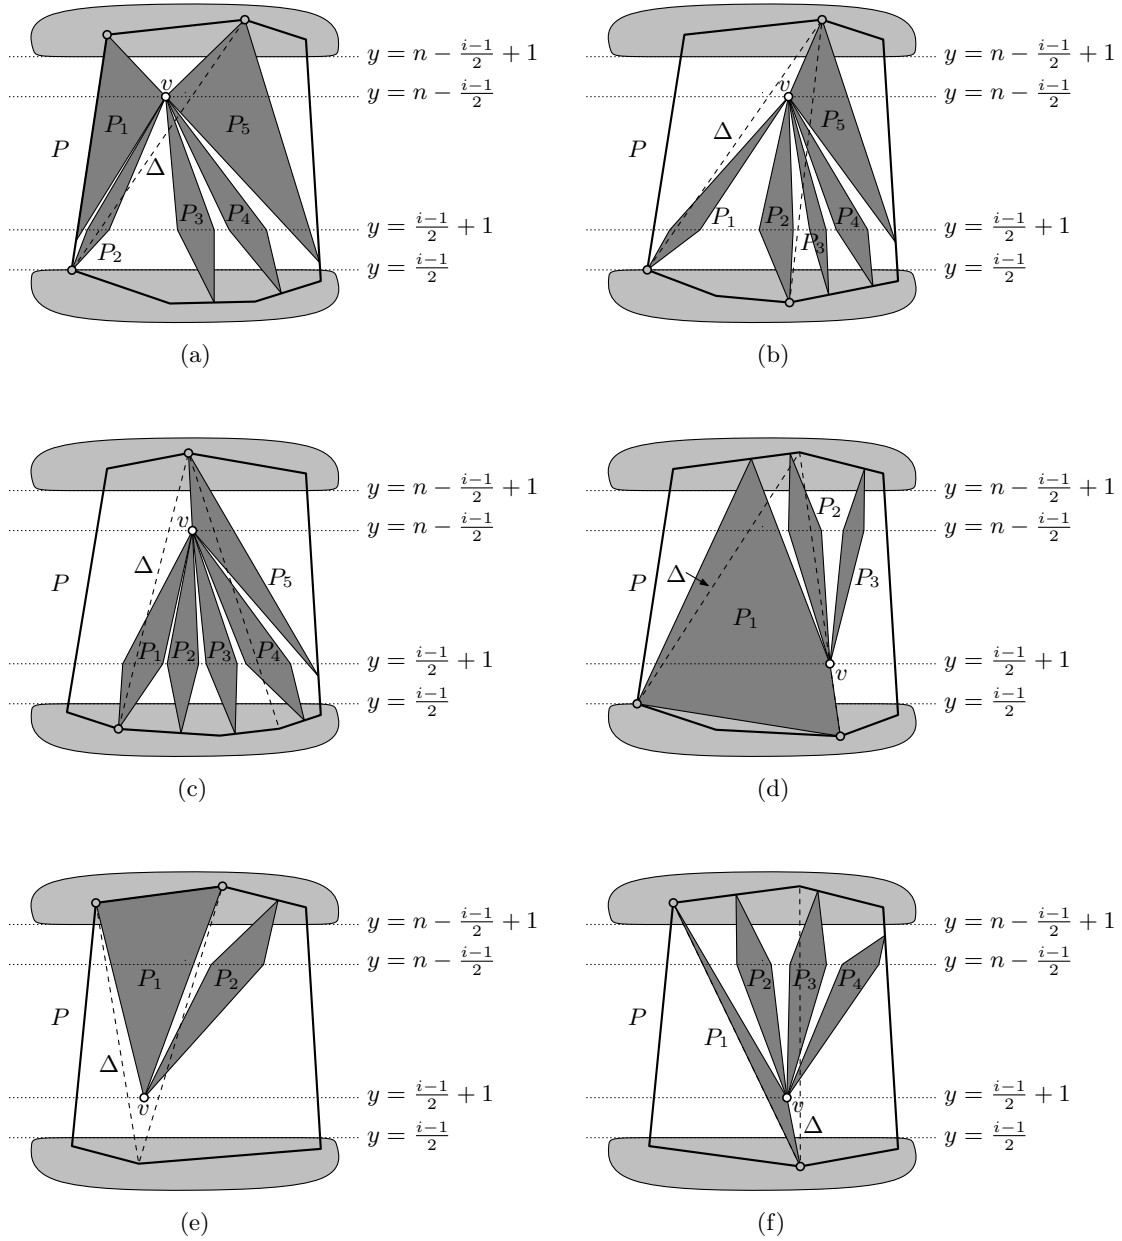 y = n − (i−1)/2 + 1 y = n − (i−1)/2 + 1
v y = n − (i−1)/2 v y = n − (i−1)/2
P₁ P₅ P₅
P Δ P Δ
P₃ P₄ y = (i−1)/2 + 1 P₁ P₂ P₄ y = (i−1)/2 + 1
P₂ P₃
y = (i−1)/2 y = (i−1)/2
(a) (b)
y = n − (i−1)/2 + 1 y = n − (i−1)/2 + 1
v y = n − (i−1)/2 P₂ y = n − (i−1)/2
P Δ P₅ P Δ P₃
P₁
P₁ P₂ P₃ P₄ y = (i−1)/2 + 1 v y = (i−1)/2 + 1
y = (i−1)/2 y = (i−1)/2
(c) (d)
y = n − (i−1)/2 + 1 y = n − (i−1)/2 + 1
P₁ P₂ y = n − (i−1)/2 P₂ P₃ P₄ y = n − (i−1)/2
P P P₁
Δ
v y = (i−1)/2 + 1 v y = (i−1)/2 + 1
y = (i−1)/2 Δ y = (i−1)/2
(e) (f)